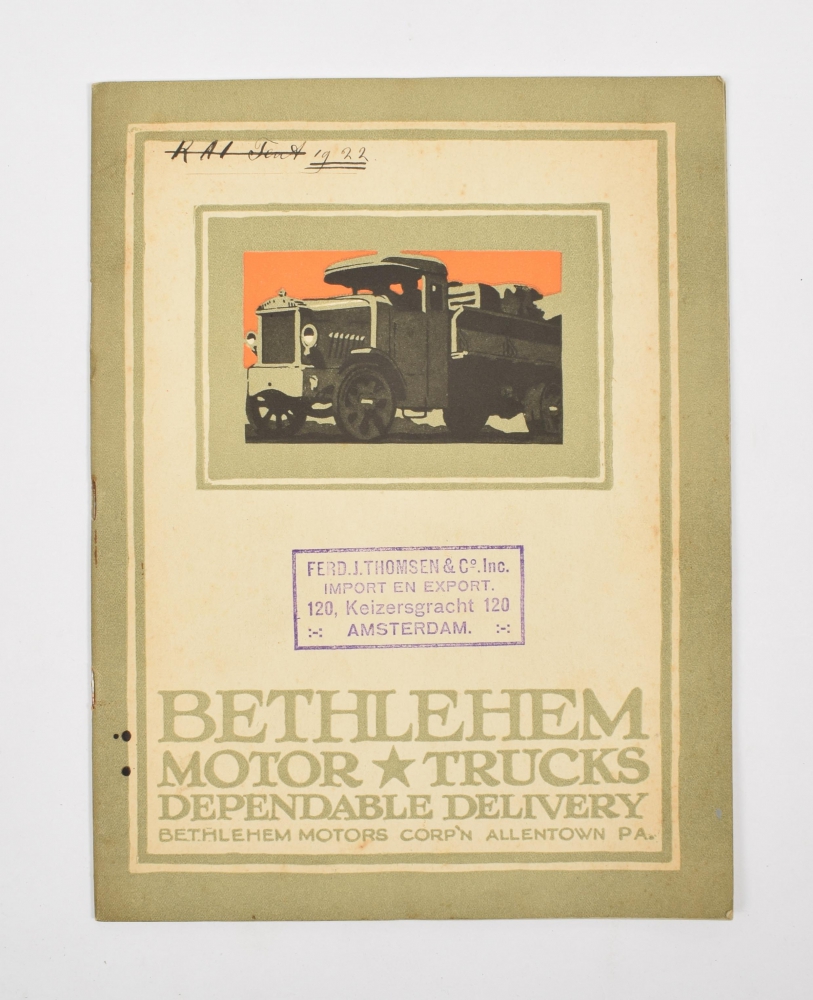 RAI 1922
FERD.J.THOMSEN & Co. Inc.
IMPORT EN EXPORT.
120, Keizersgracht 120
:-: AMSTERDAM. :-:
BETHLEHEM
MOTOR ★ TRUCKS
DEPENDABLE DELIVERY
BETHLEHEM MOTORS CORP'N ALLENTOWN PA.